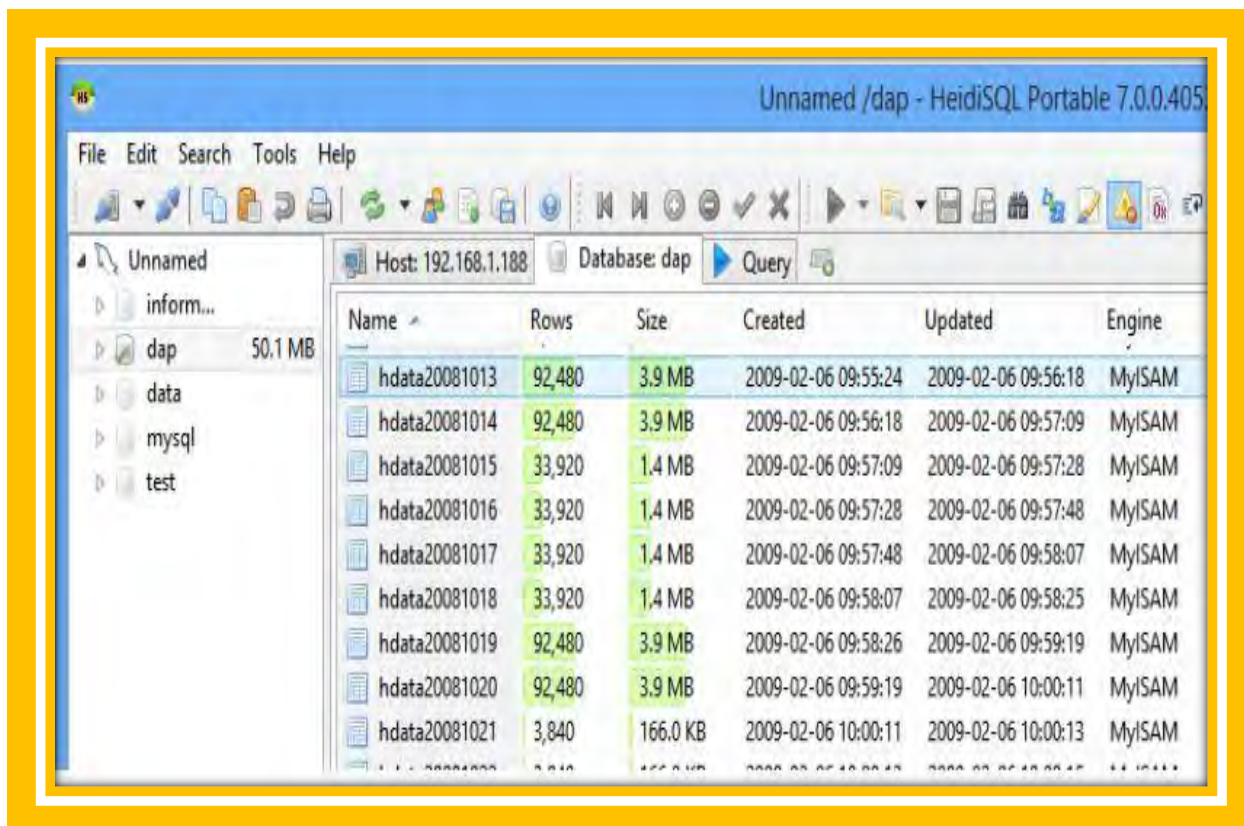 HS
Unnamed /dap - HeidiSQL Portable 7.0.0.405
File Edit Search Tools Help
Unnamed
inform...
dap 50.1 MB
data
mysql
test
Host: 192.168.1.188 Database: dap Query
Name Rows Size Created Updated Engine
hdata20081013 92,480 3.9 MB 2009-02-06 09:55:24 2009-02-06 09:56:18 MyISAM
hdata20081014 92,480 3.9 MB 2009-02-06 09:56:18 2009-02-06 09:57:09 MyISAM
hdata20081015 33,920 1.4 MB 2009-02-06 09:57:09 2009-02-06 09:57:28 MyISAM
hdata20081016 33,920 1.4 MB 2009-02-06 09:57:28 2009-02-06 09:57:48 MyISAM
hdata20081017 33,920 1.4 MB 2009-02-06 09:57:48 2009-02-06 09:58:07 MyISAM
hdata20081018 33,920 1.4 MB 2009-02-06 09:58:07 2009-02-06 09:58:25 MyISAM
hdata20081019 92,480 3.9 MB 2009-02-06 09:58:26 2009-02-06 09:59:19 MyISAM
hdata20081020 92,480 3.9 MB 2009-02-06 09:59:19 2009-02-06 10:00:11 MyISAM
hdata20081021 3,840 166.0 KB 2009-02-06 10:00:11 2009-02-06 10:00:13 MyISAM